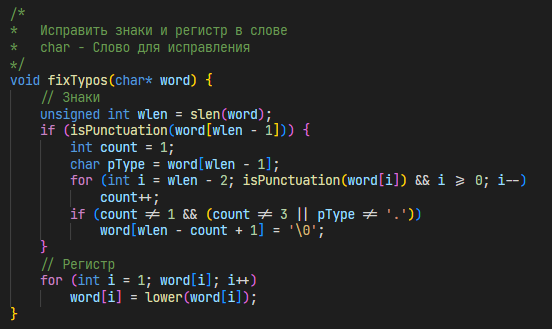 /*
*   Исправить знаки и регистр в слове
*   char - Слово для исправления
*/
void fixTypos(char* word) {
    // Знаки
    unsigned int wlen = slen(word);
    if (isPunctuation(word[wlen - 1])) {
        int count = 1;
        char pType = word[wlen - 1];
        for (int i = wlen - 2; isPunctuation(word[i]) && i >= 0; i--)
            count++;
        if (count != 1 && (count != 3 || pType != '.'))
            word[wlen - count + 1] = '\0';
    }
    // Регистр
    for (int i = 1; word[i]; i++)
        word[i] = lower(word[i]);
}